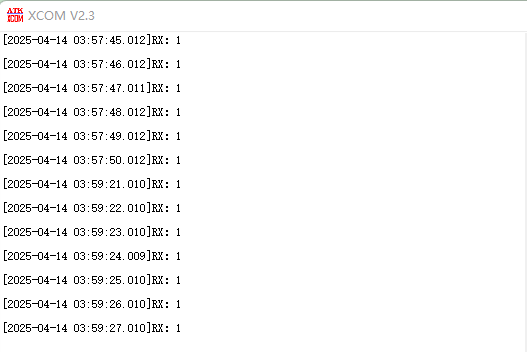 ATK
XCOM XCOM V2.3
[2025-04-14 03:57:45.012]RX: 1
[2025-04-14 03:57:46.012]RX: 1
[2025-04-14 03:57:47.011]RX: 1
[2025-04-14 03:57:48.012]RX: 1
[2025-04-14 03:57:49.012]RX: 1
[2025-04-14 03:57:50.012]RX: 1
[2025-04-14 03:59:21.010]RX: 1
[2025-04-14 03:59:22.010]RX: 1
[2025-04-14 03:59:23.010]RX: 1
[2025-04-14 03:59:24.009]RX: 1
[2025-04-14 03:59:25.010]RX: 1
[2025-04-14 03:59:26.010]RX: 1
[2025-04-14 03:59:27.010]RX: 1